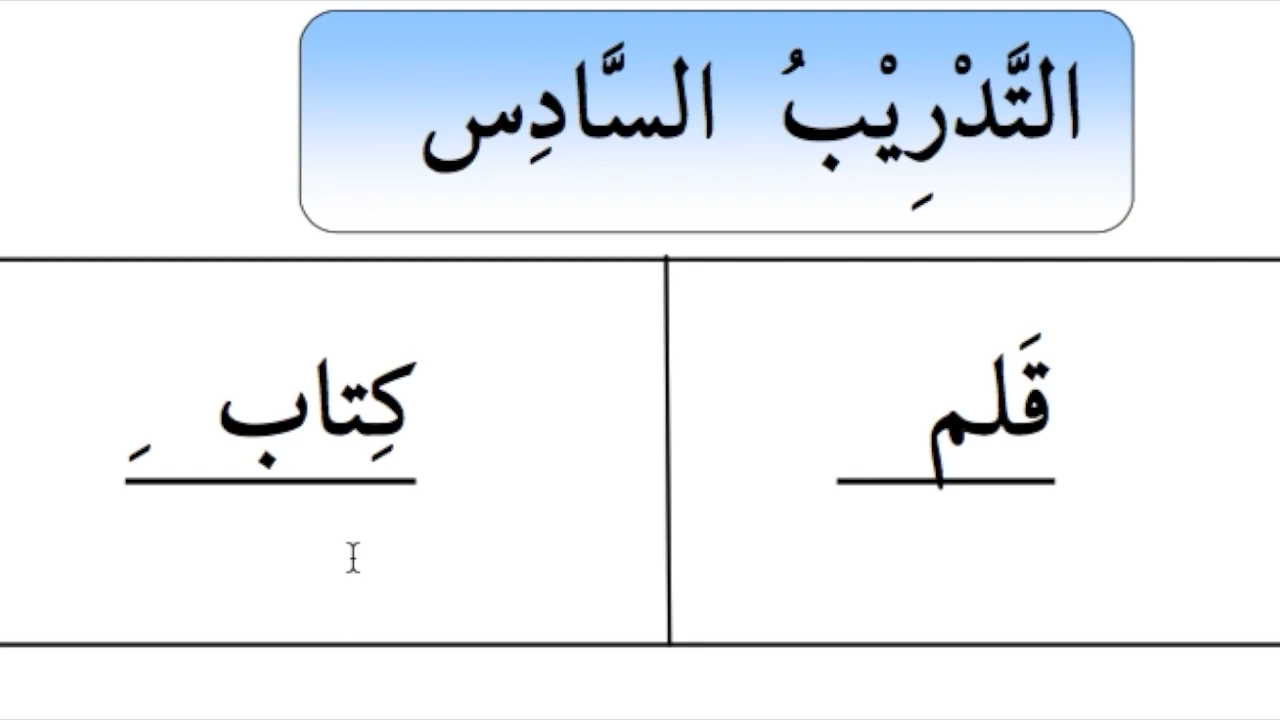 التَّدْرِيْبُ السَّادِس
قَلم
كِتاب ِ